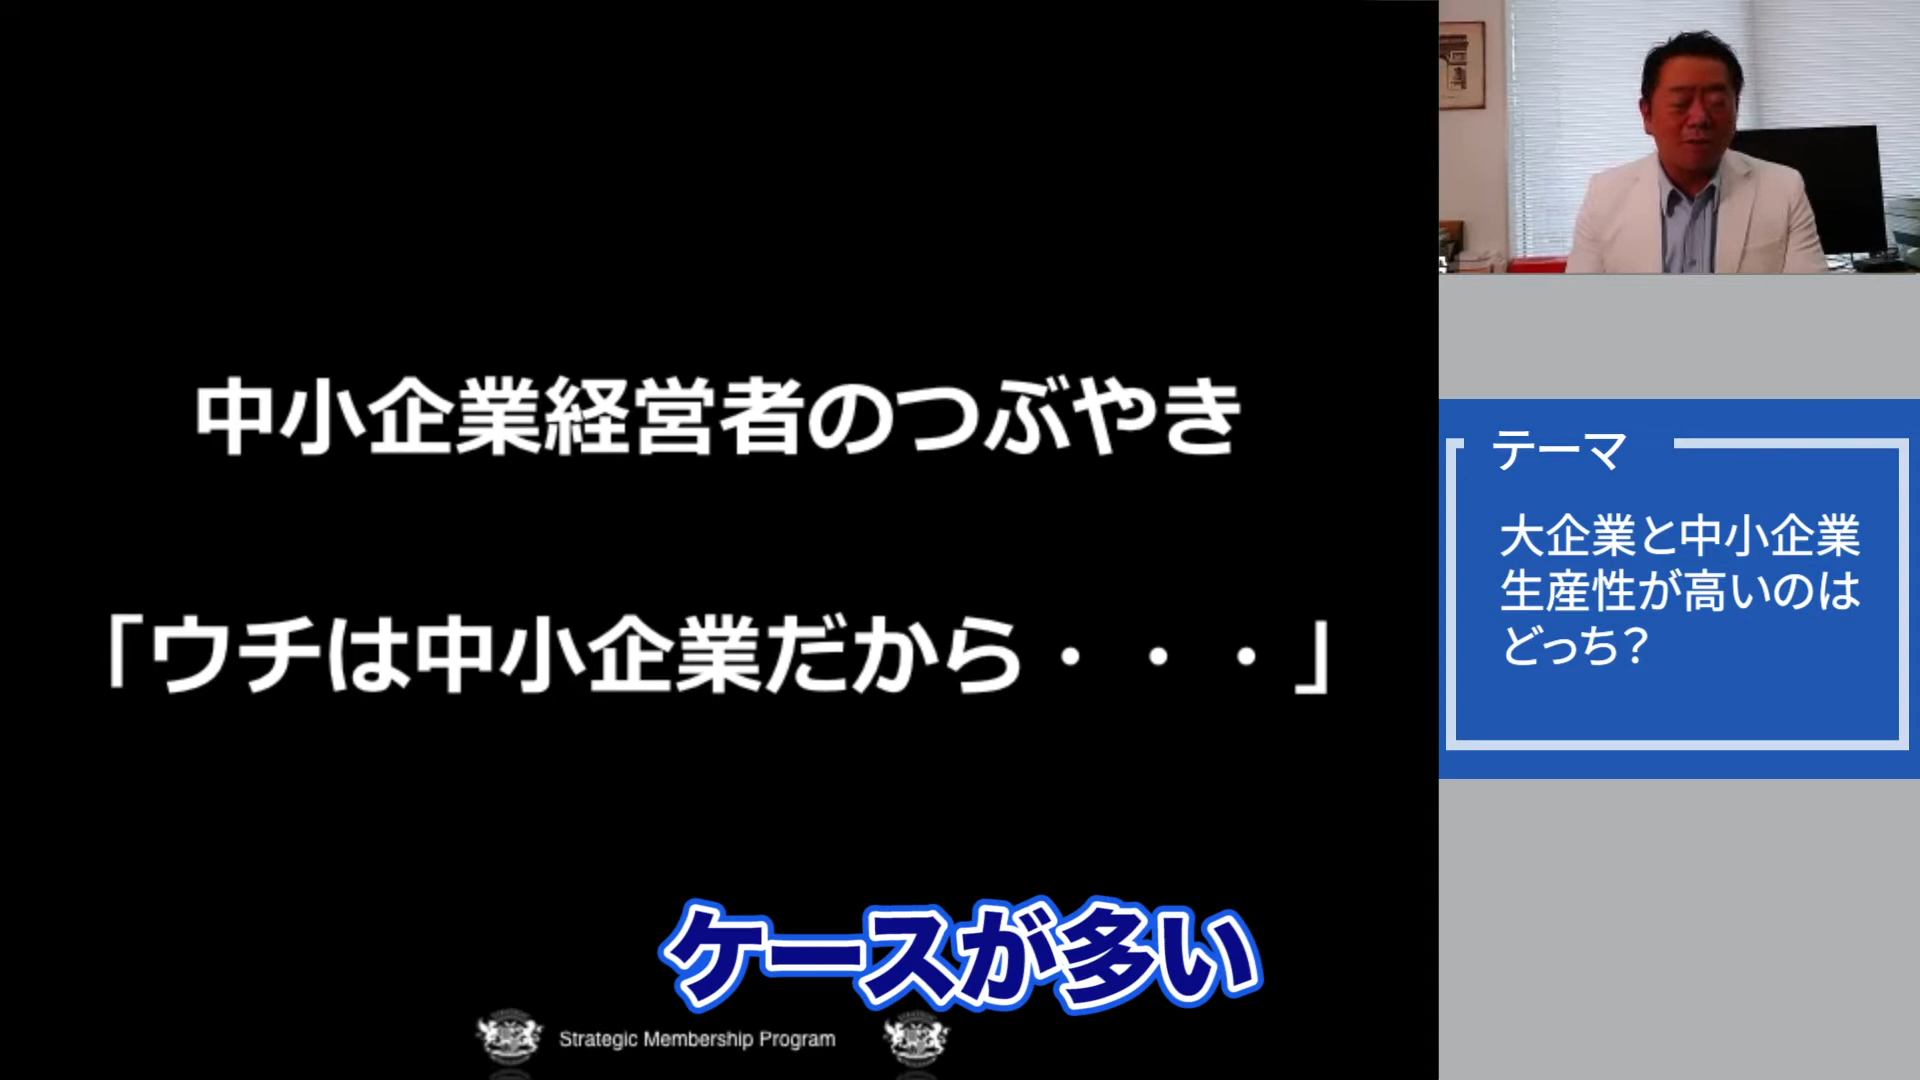 中小企業経営者のつぶやき
「ウチは中小企業だから・・・」
ケースが多い
Strategic Membership Program
テーマ
大企業と中小企業
生産性が高いのは
どっち？